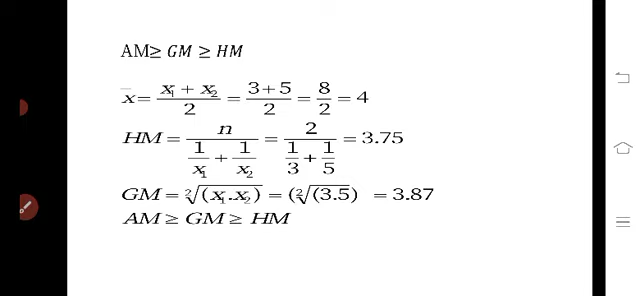 AM≥ GM ≥ HM
x̄ = (x₁ + x₂)/2 = (3+5)/2 = 8/2 = 4
HM = n/(1/x₁ + 1/x₂) = 2/(1/3 + 1/5) = 3.75
GM = ²√(x₁.x₂) = (²√(3.5) = 3.87
AM ≥ GM ≥ HM